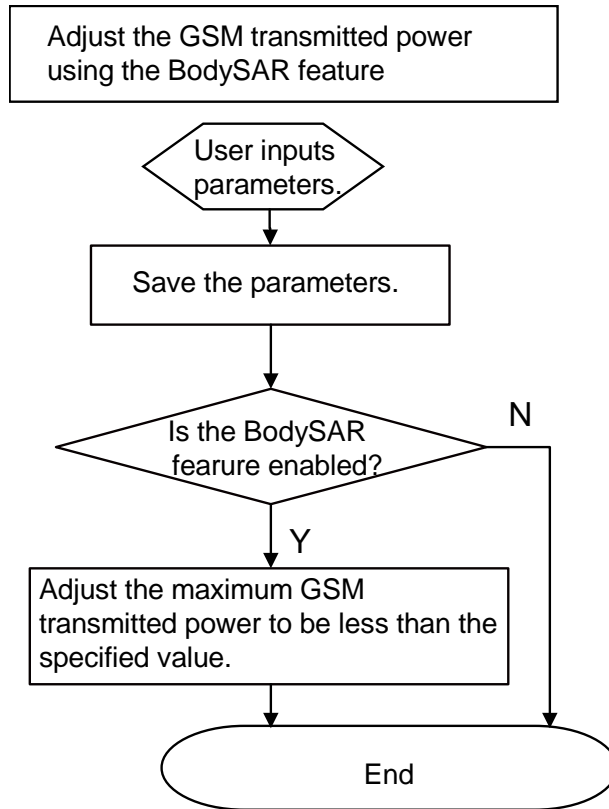 Adjust the GSM transmitted power
using the BodySAR feature
User inputs
parameters.
Save the parameters.
Is the BodySAR
fearure enabled?
N
Y
Adjust the maximum GSM
transmitted power to be less than the
specified value.
End